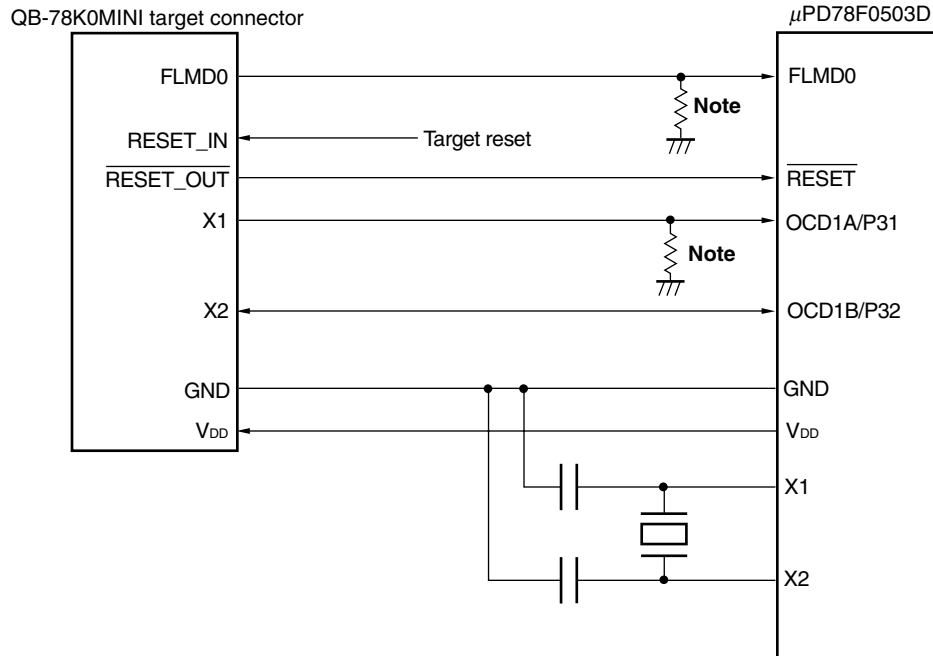 QB-78K0MINI target connector
μPD78F0503D
FLMD0
Note
FLMD0
RESET_IN
Target reset
RESET_OUT
RESET
X1
OCD1A/P31
Note
X2
OCD1B/P32
GND
GND
VDD
VDD
X1
X2